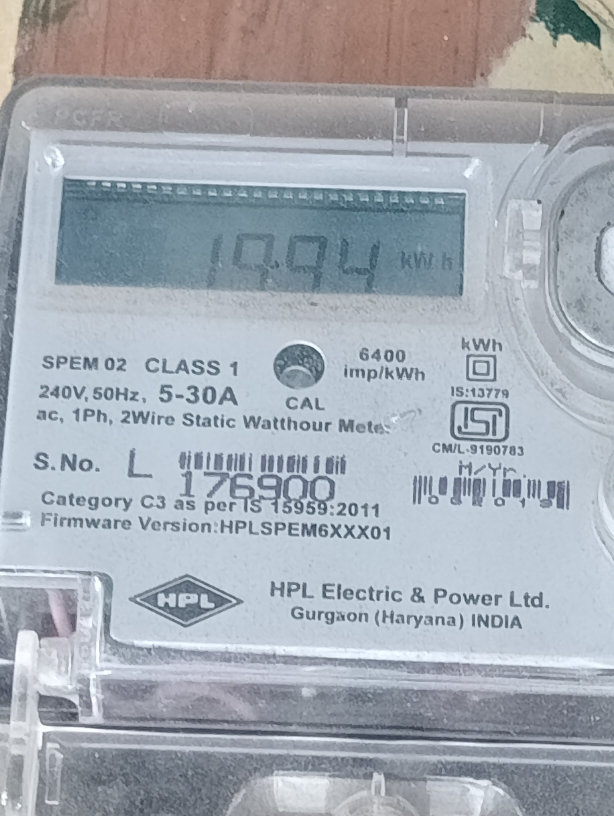 1994 kWh
SPEM 02 CLASS 1
240V, 50Hz, 5-30A
ac, 1Ph, 2Wire Static Watthour Mete
CAL
6400
imp/kWh
kWh
IS:13779
ISI
CM/L-9190783
S.No. L 176900
M/Yr.
Category C3 as per IS 15959:2011
Firmware Version:HPLSPEM6XXX01
HPL
HPL Electric & Power Ltd.
Gurgaon (Haryana) INDIA